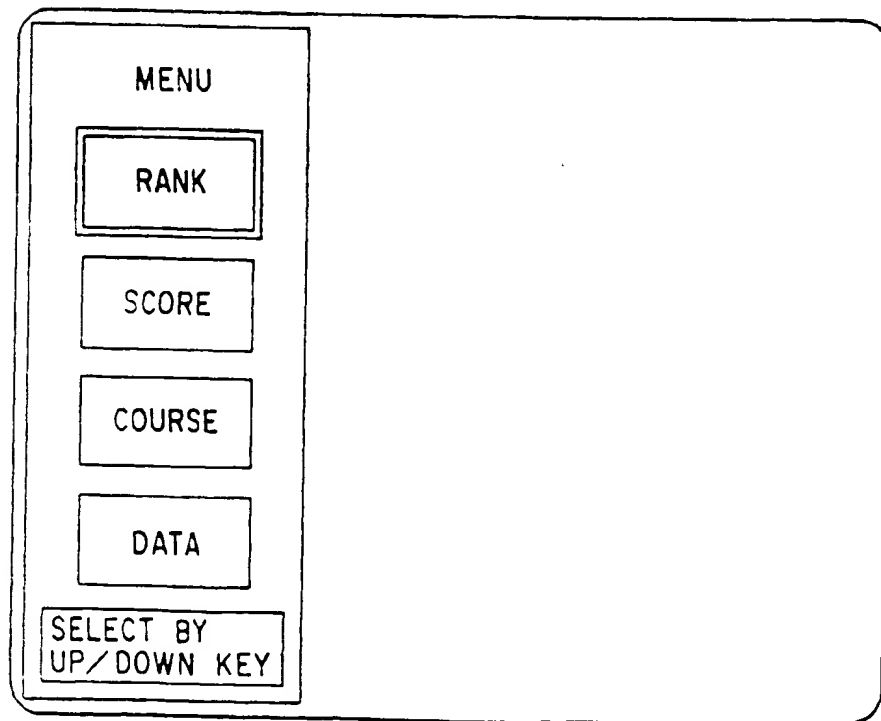 MENU
RANK
SCORE
COURSE
DATA
SELECT BY
UP/DOWN KEY